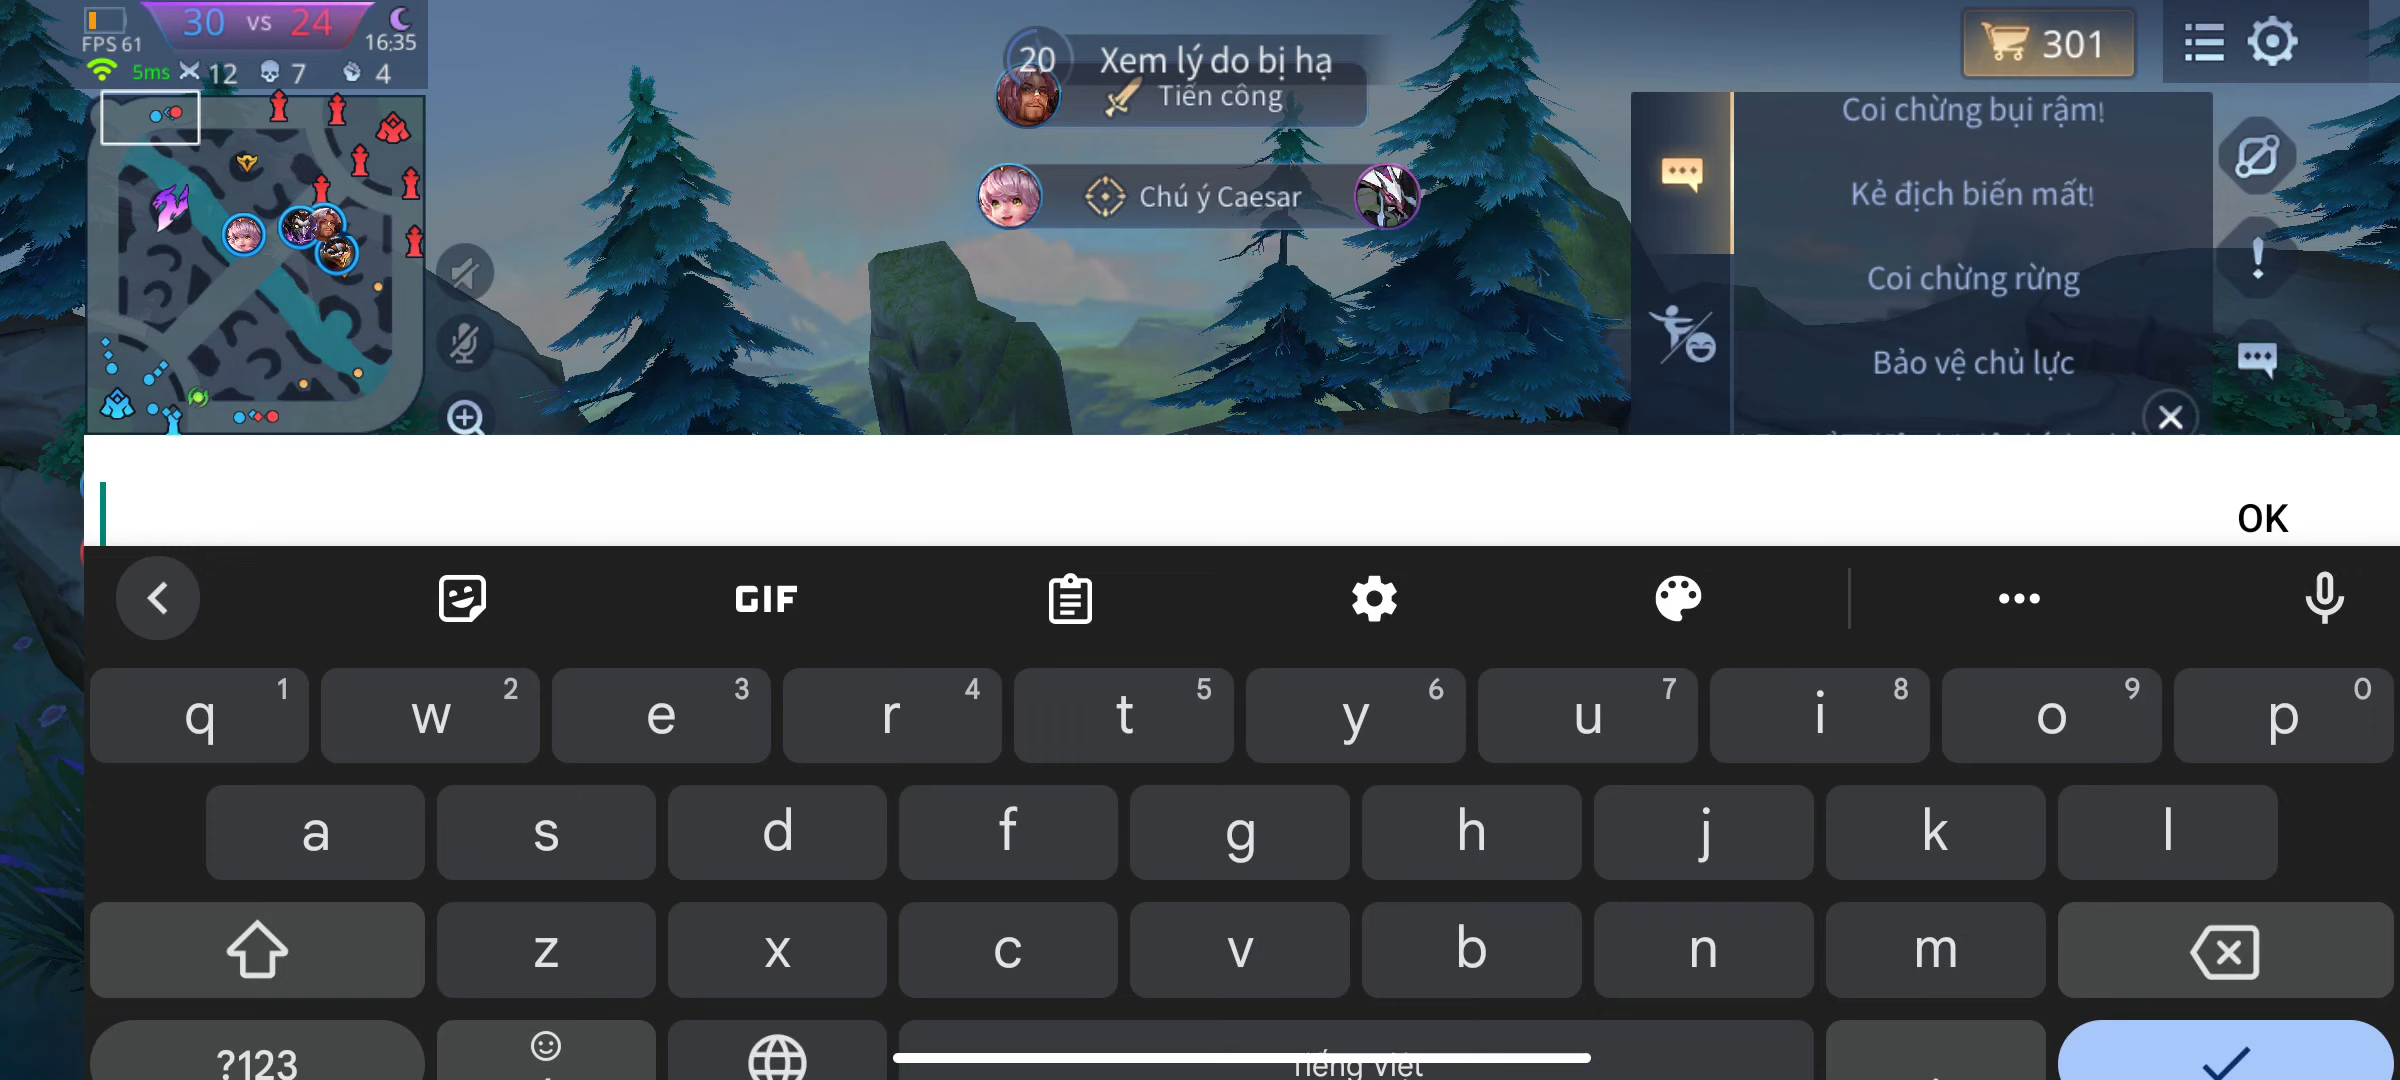 30 vs 24
FPS 61
16:35
5ms 12 7 4
20 Xem lý do bị hạ
Tiến công
Chú ý Caesar
301
Coi chừng bụi rậm!
Kẻ địch biến mất!
Coi chừng rừng
Bảo vệ chủ lực
OK
GIF
q 1 w 2 e 3 r 4 t 5 y 6 u 7 i 8 o 9 p 0
a s d f g h j k l
z x c v b n m
?123
Tiếng Việt